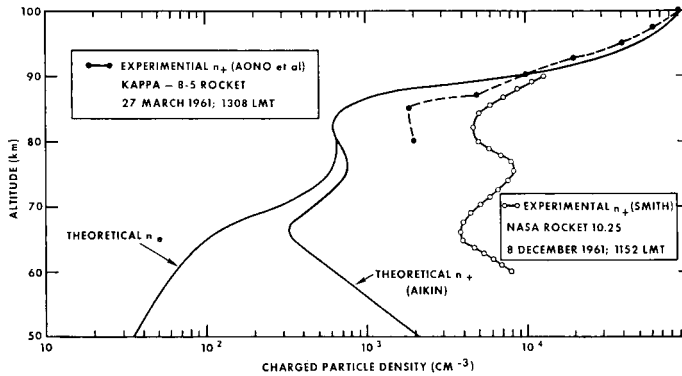 100
90
80
70
60
50
ALTITUDE (km)
EXPERIMENTAL n+ (AONO et al)
KAPPA – 8-5 ROCKET
27 MARCH 1961; 1308 LMT
EXPERIMENTAL n+ (SMITH)
NASA ROCKET 10.25
8 DECEMBER 1961; 1152 LMT
THEORETICAL ne
THEORETICAL n+
(AIKIN)
10 10² 10³ 10⁴
CHARGED PARTICLE DENSITY (CM⁻³)